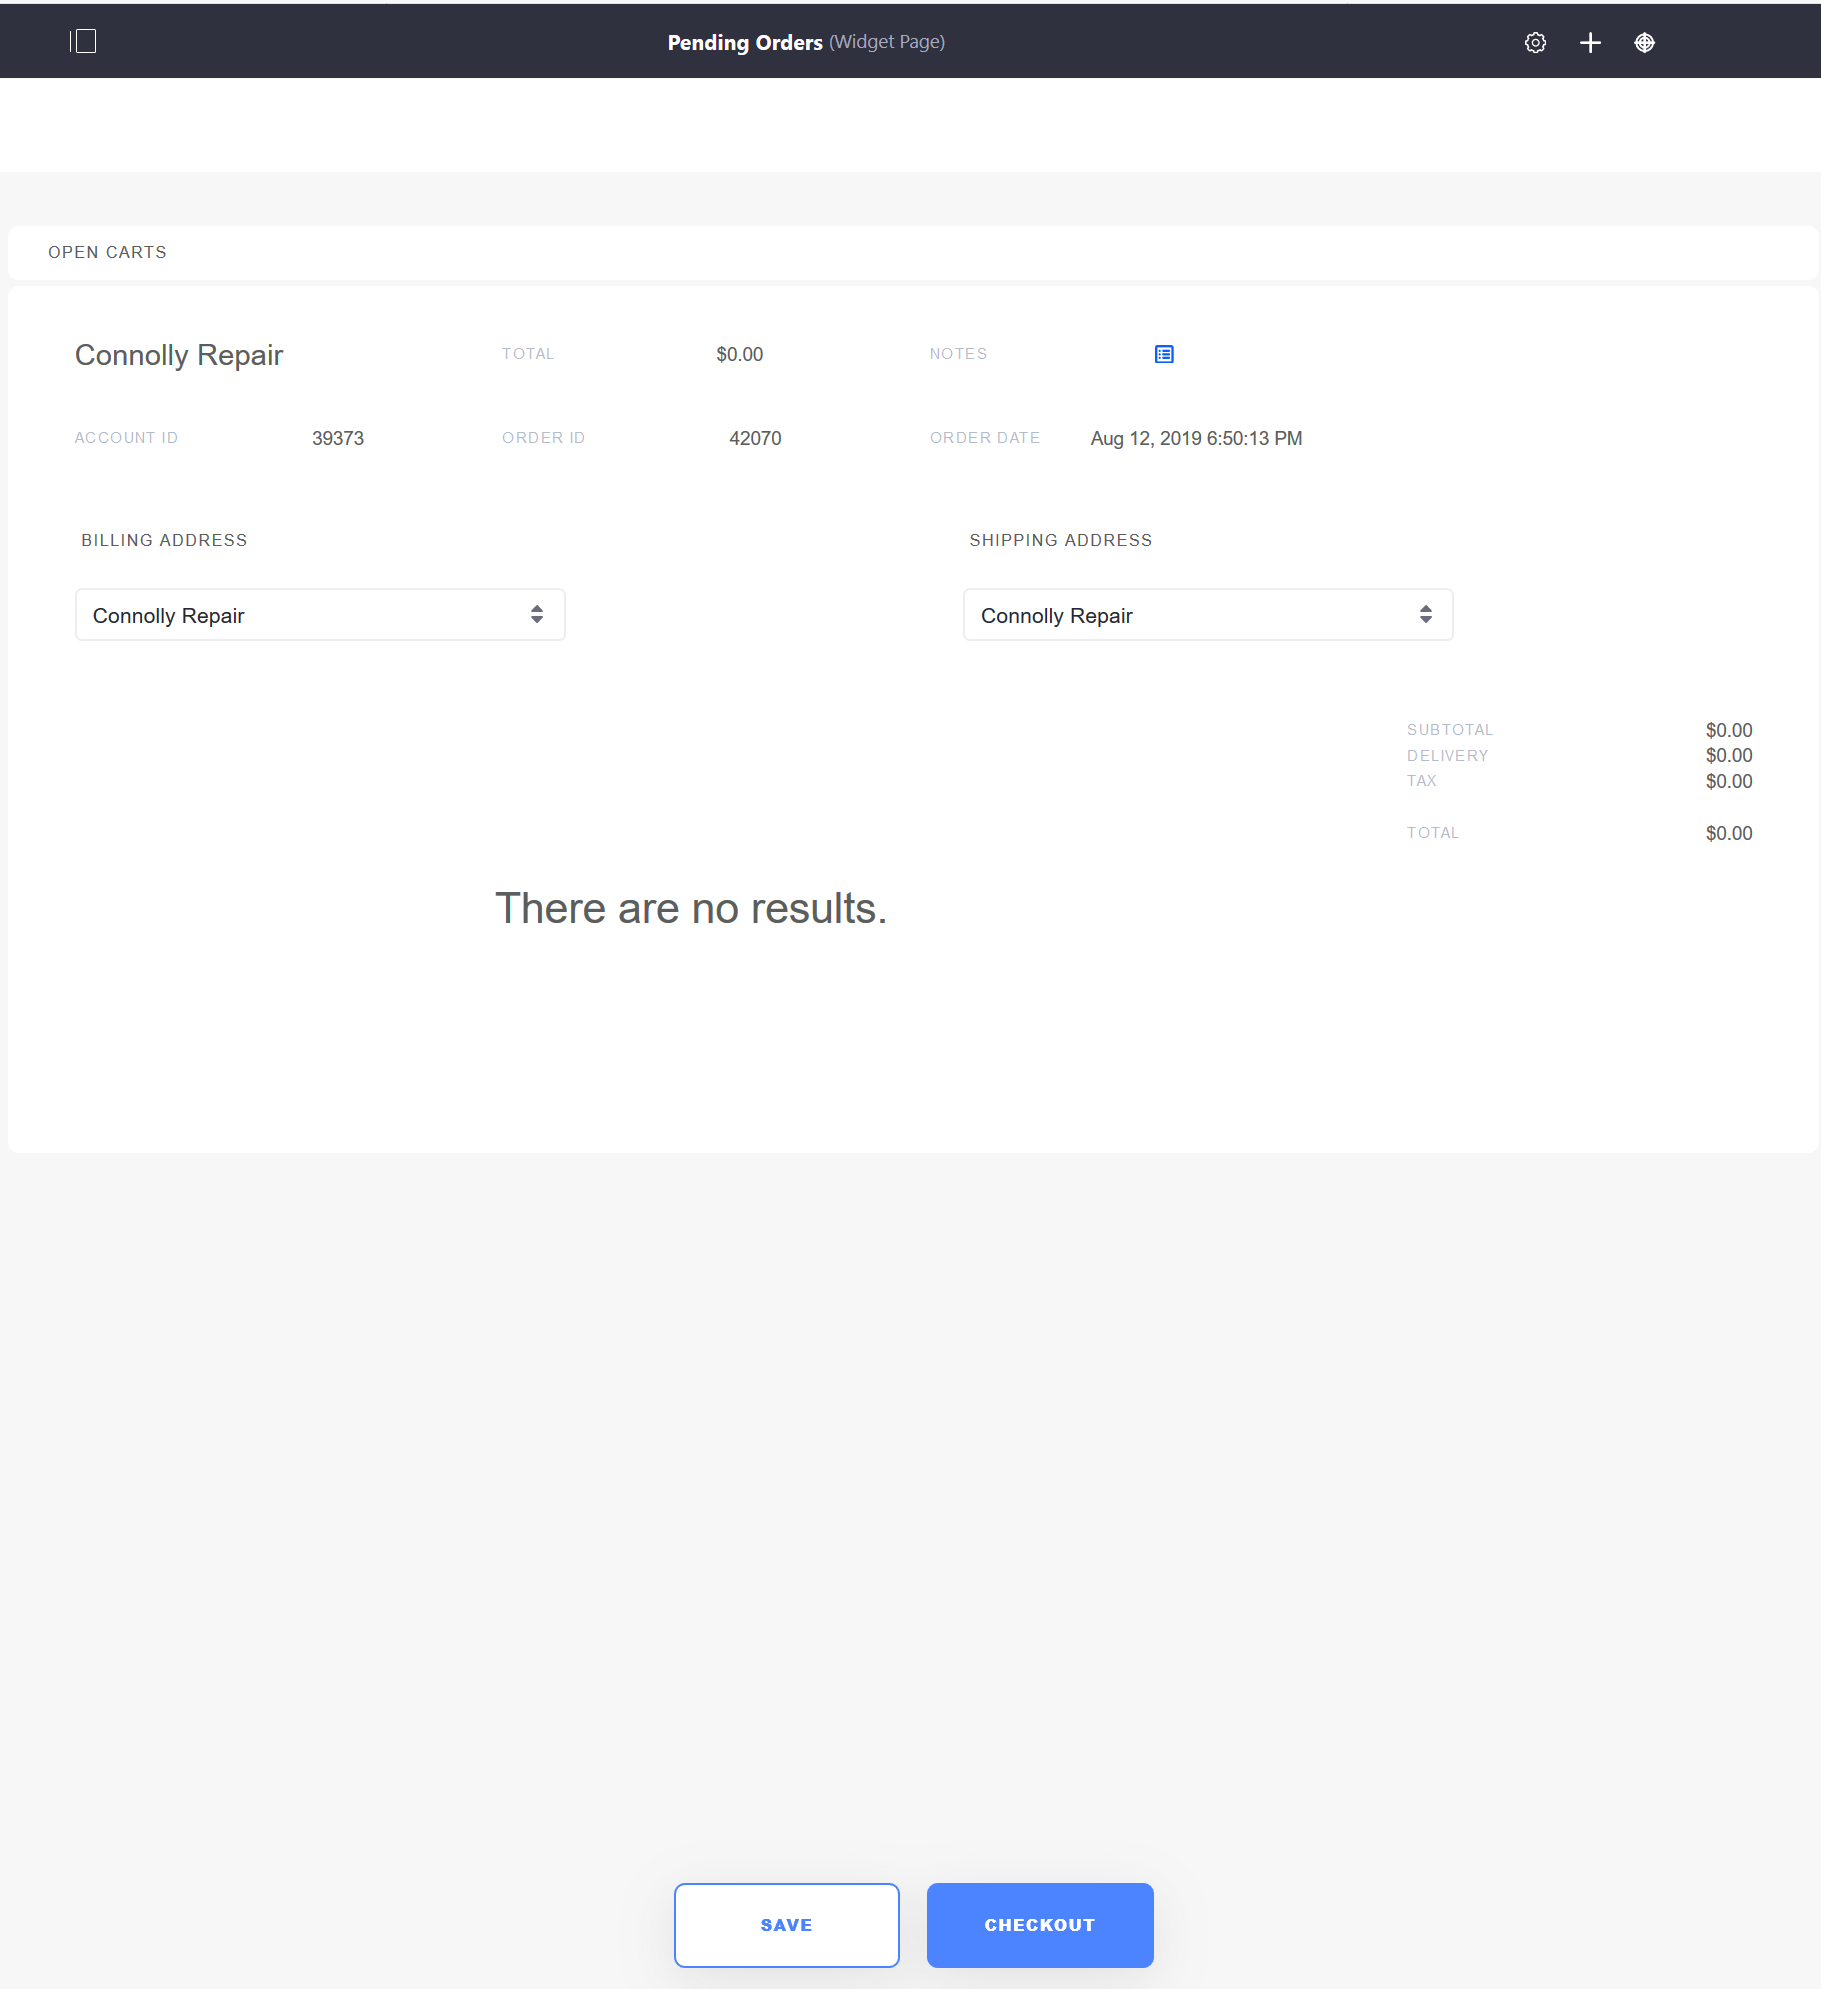 Pending Orders (Widget Page)
OPEN CARTS
Connolly Repair TOTAL $0.00 NOTES
ACCOUNT ID 39373 ORDER ID 42070 ORDER DATE Aug 12, 2019 6:50:13 PM
BILLING ADDRESS SHIPPING ADDRESS
Connolly Repair Connolly Repair
SUBTOTAL $0.00
DELIVERY $0.00
TAX $0.00
TOTAL $0.00
There are no results.
SAVE CHECKOUT